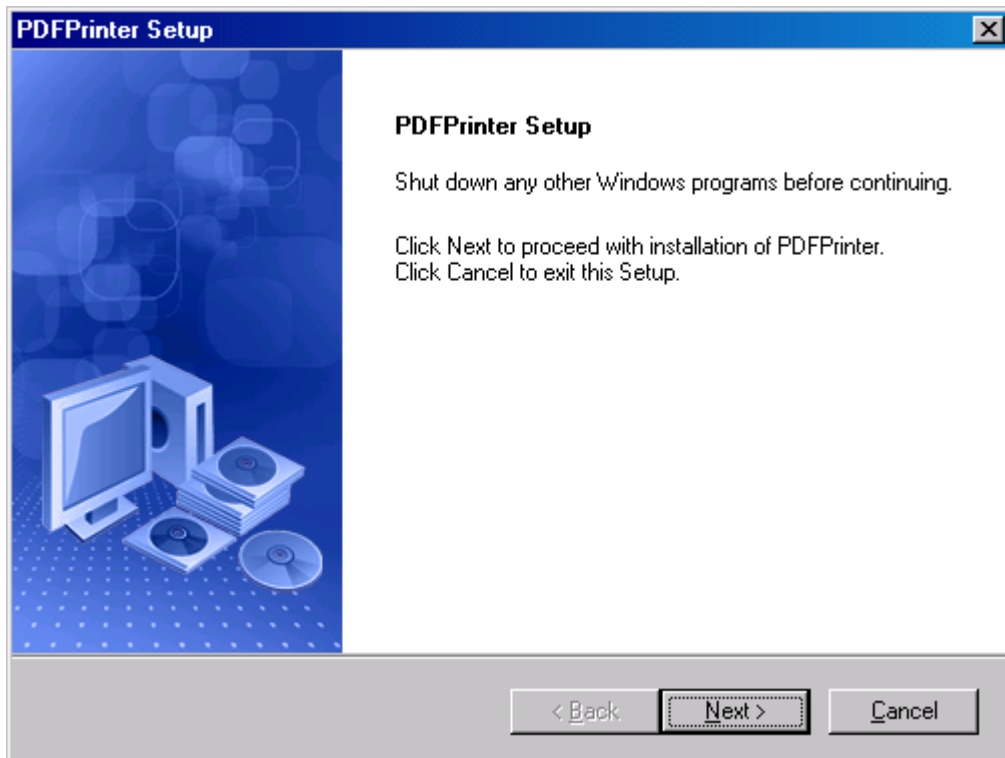 PDFPrinter Setup
PDFPrinter Setup
Shut down any other Windows programs before continuing.
Click Next to proceed with installation of PDFPrinter.
Click Cancel to exit this Setup.
< Back Next > Cancel